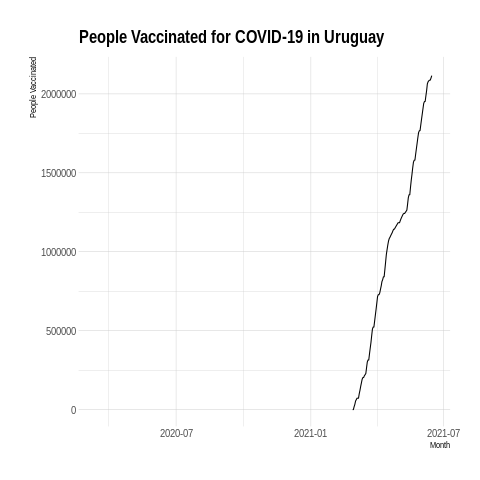 People Vaccinated for COVID-19 in Uruguay
People Vaccinated
2000000
1500000
1000000
500000
0
2020-07
2021-01
2021-07
Month